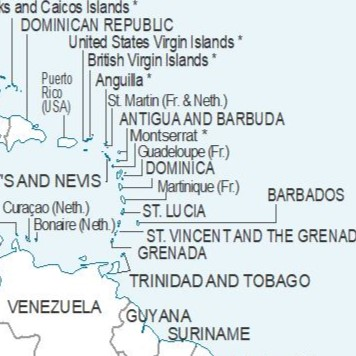 ks and Caicos Islands *
DOMINICAN REPUBLIC
United States Virgin Islands *
British Virgin Islands *
Puerto
Rico
(USA)
Anguilla *
St. Martin (Fr. & Neth.)
ANTIGUA AND BARBUDA
Montserrat *
Guadeloupe (Fr.)
DOMINICA
'S AND NEVIS
Martinique (Fr.)
BARBADOS
Curaçao (Neth.)
ST. LUCIA
Bonaire (Neth.)
ST. VINCENT AND THE GRENAD
GRENADA
TRINIDAD AND TOBAGO
VENEZUELA
GUYANA
SURINAME